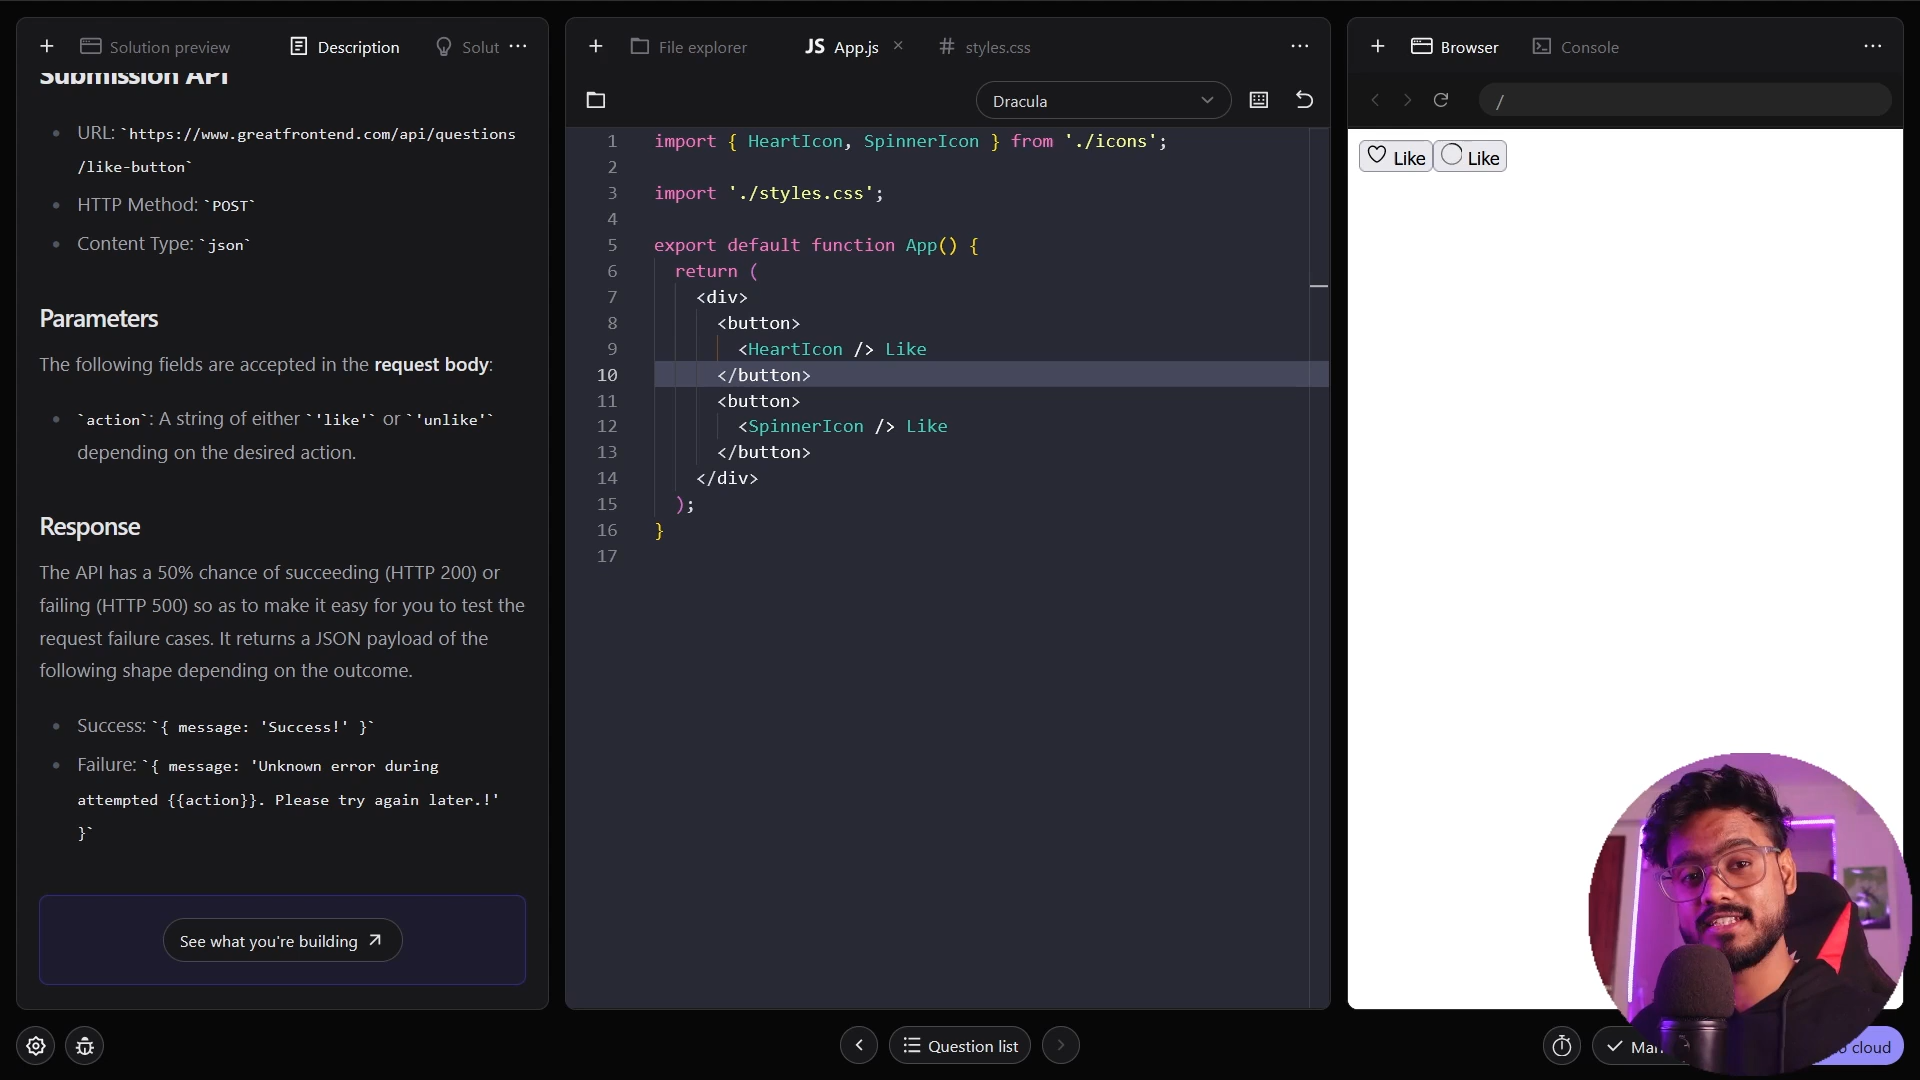 Solution preview
Description
Solut
Submission API
URL: `https://www.greatfrontend.com/api/questions
/like-button`
HTTP Method: `POST`
Content Type: `json`
Parameters
The following fields are accepted in the request body:
`action`: A string of either `'like'` or `'unlike'`
depending on the desired action.
Response
The API has a 50% chance of succeeding (HTTP 200) or
failing (HTTP 500) so as to make it easy for you to test the
request failure cases. It returns a JSON payload of the
following shape depending on the outcome.
Success: `{ message: 'Success!' }`
Failure: `{ message: 'Unknown error during
attempted {{action}}. Please try again later.!'
}`
See what you're building
File explorer
JS App.js
# styles.css
Dracula
1 import { HeartIcon, SpinnerIcon } from './icons';
2
3 import './styles.css';
4
5 export default function App() {
6 return (
7 <div>
8 <button>
9 <HeartIcon /> Like
10 </button>
11 <button>
12 <SpinnerIcon /> Like
13 </button>
14 </div>
15 );
16 }
17
Browser
Console
/
Like
Like
Question list
cloud